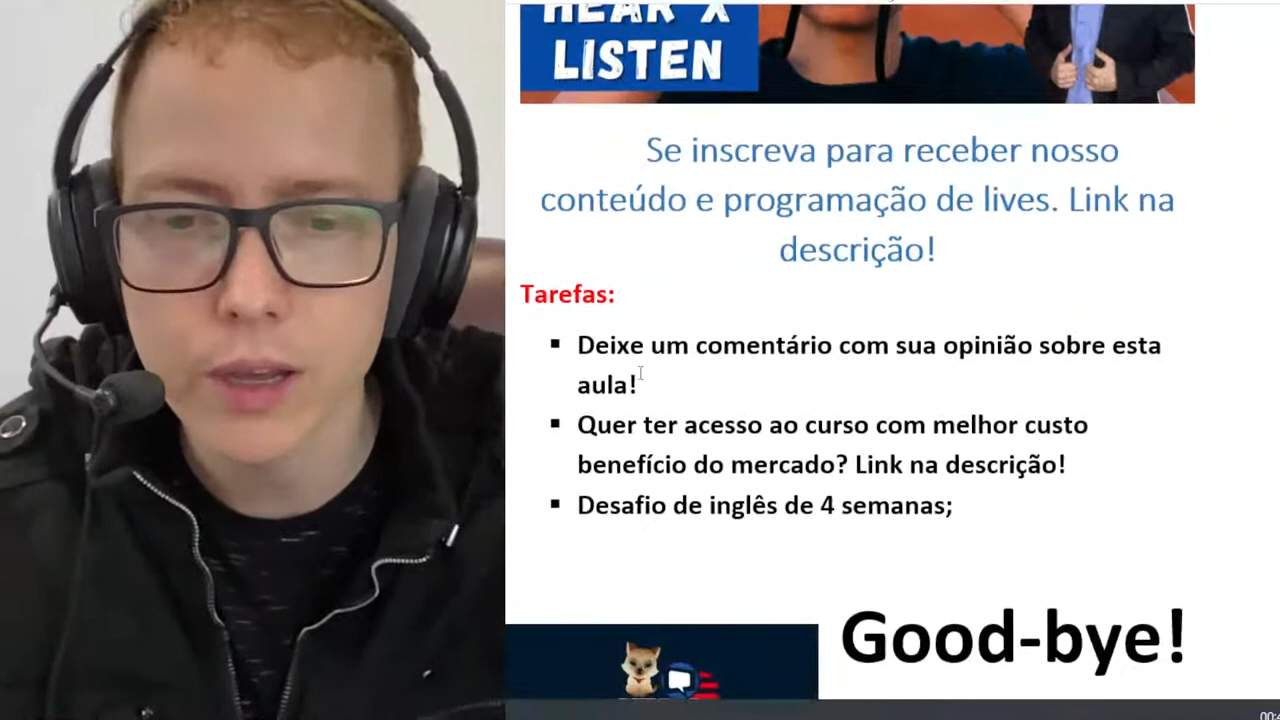 HEAR X
LISTEN
Se inscreva para receber nosso
conteúdo e programação de lives. Link na
descrição!
Tarefas:
▪ Deixe um comentário com sua opinião sobre esta
aula!
▪ Quer ter acesso ao curso com melhor custo
benefício do mercado? Link na descrição!
▪ Desafio de inglês de 4 semanas;
Good-bye!